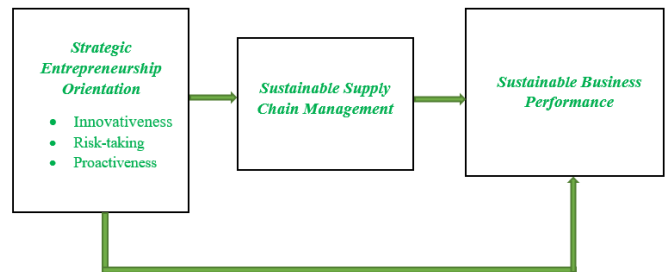 Strategic
Entrepreneurship
Orientation
• Innovativeness
• Risk-taking
• Proactiveness
Sustainable Supply
Chain Management
Sustainable Business
Performance